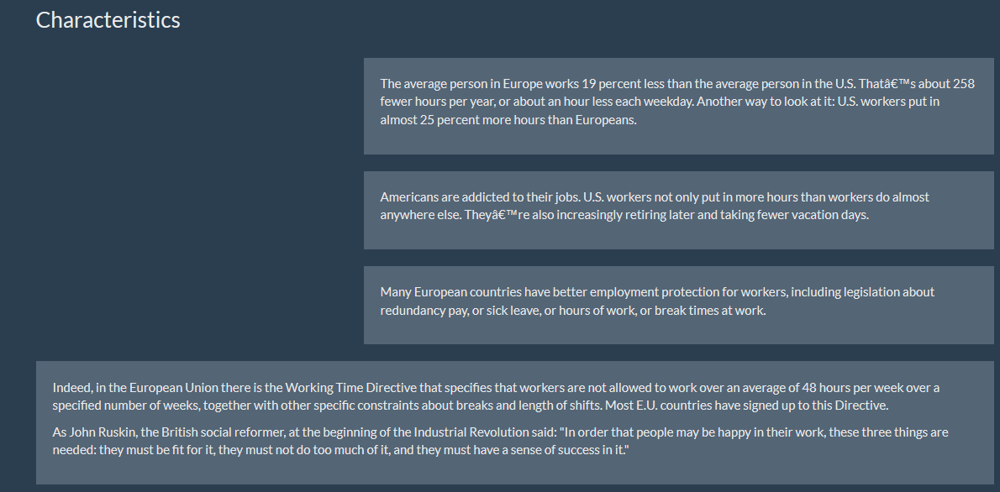 Characteristics
The average person in Europe works 19 percent less than the average person in the U.S. Thatâ€™s about 258
fewer hours per year, or about an hour less each weekday. Another way to look at it: U.S. workers put in
almost 25 percent more hours than Europeans.
Americans are addicted to their jobs. U.S. workers not only put in more hours than workers do almost
anywhere else. Theyâ€™re also increasingly retiring later and taking fewer vacation days.
Many European countries have better employment protection for workers, including legislation about
redundancy pay, or sick leave, or hours of work, or break times at work.
Indeed, in the European Union there is the Working Time Directive that specifies that workers are not allowed to work over an average of 48 hours per week over a
specified number of weeks, together with other specific constraints about breaks and length of shifts. Most E.U. countries have signed up to this Directive.
As John Ruskin, the British social reformer, at the beginning of the Industrial Revolution said: "In order that people may be happy in their work, these three things are
needed: they must be fit for it, they must not do too much of it, and they must have a sense of success in it."